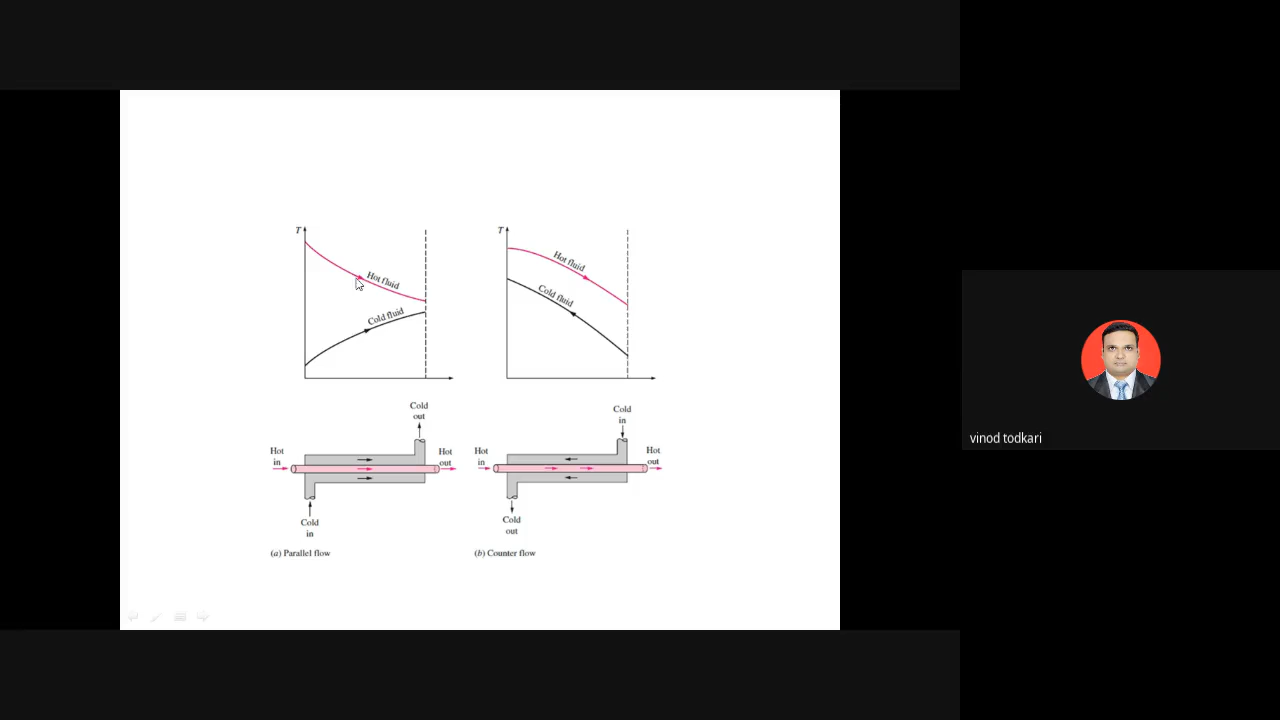 T
Hot fluid
Cold fluid
T
Hot fluid
Cold fluid
Cold
out
Hot
in
Hot
out
Cold
in
(a) Parallel flow
Cold
in
Hot
in
Hot
out
Cold
out
(b) Counter flow
vinod todkari